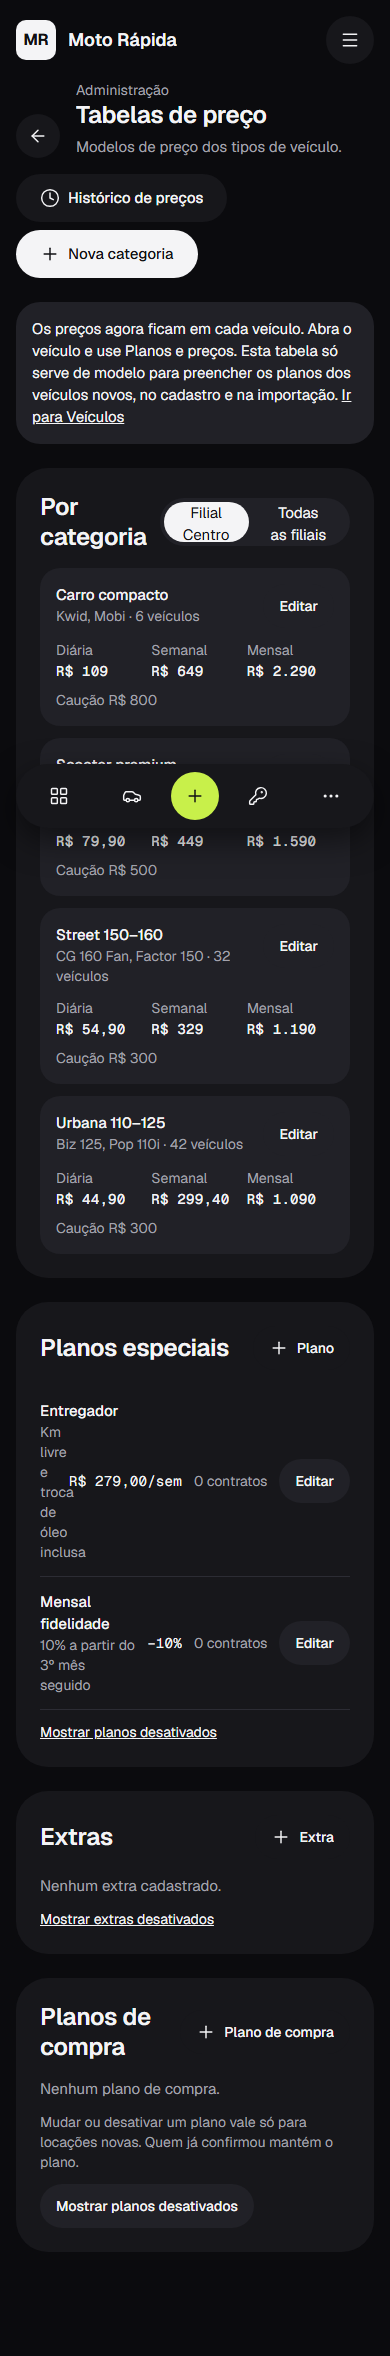 MR Moto Rápida
Administração
Tabelas de preço
Modelos de preço dos tipos de veículo.
Histórico de preços
Nova categoria
Os preços agora ficam em cada veículo. Abra o
veículo e use Planos e preços. Esta tabela só
serve de modelo para preencher os planos dos
veículos novos, no cadastro e na importação. Ir
para Veículos
Por
categoria
Filial
Centro
Todas
as filiais
Carro compacto
Kwid, Mobi · 6 veículos
Editar
Diária Semanal Mensal
R$ 109 R$ 649 R$ 2.290
Caução R$ 800
Scooter premium
R$ 79,90 R$ 449 R$ 1.590
Caução R$ 500
Street 150–160
CG 160 Fan, Factor 150 · 32
veículos
Editar
Diária Semanal Mensal
R$ 54,90 R$ 329 R$ 1.190
Caução R$ 300
Urbana 110–125
Biz 125, Pop 110i · 42 veículos
Editar
Diária Semanal Mensal
R$ 44,90 R$ 299,40 R$ 1.090
Caução R$ 300
Planos especiais
Plano
Entregador
Km
livre
e
troca
de
óleo
inclusa
R$ 279,00/sem 0 contratos Editar
Mensal
fidelidade
10% a partir do
3º mês
seguido
−10% 0 contratos Editar
Mostrar planos desativados
Extras
Extra
Nenhum extra cadastrado.
Mostrar extras desativados
Planos de
compra
Plano de compra
Nenhum plano de compra.
Mudar ou desativar um plano vale só para
locações novas. Quem já confirmou mantém o
plano.
Mostrar planos desativados